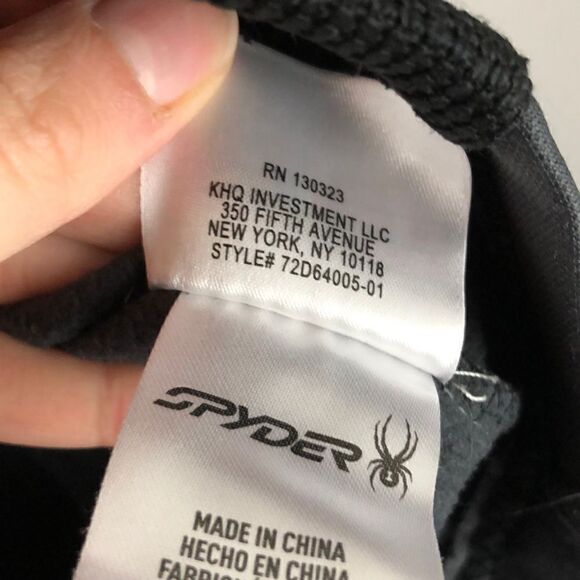 RN 130323
KHQ INVESTMENT LLC
350 FIFTH AVENUE
NEW YORK, NY 10118
STYLE# 72D64005-01
SPYDER
MADE IN CHINA
HECHO EN CHINA